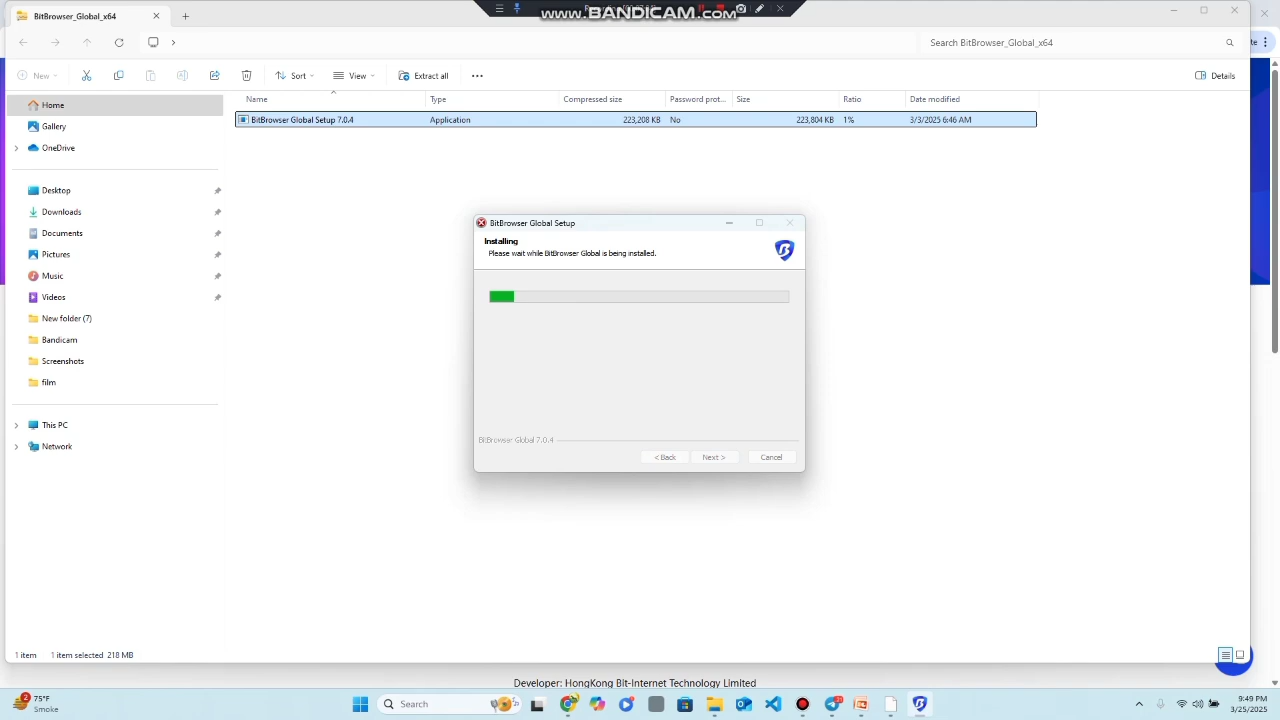 BitBrowser_Global_x64
www.BANDICAM.com
Search BitBrowser_Global_x64
New
Sort
View
Extract all
Details
Name
Type
Compressed size
Password prot...
Size
Ratio
Date modified
BitBrowser Global Setup 7.0.4
Application
223,208 KB
No
223,804 KB
1%
3/3/2025 6:46 AM
Home
Gallery
OneDrive
Desktop
Downloads
Documents
Pictures
Music
Videos
New folder (7)
Bandicam
Screenshots
film
This PC
Network
BitBrowser Global Setup
Installing
Please wait while BitBrowser Global is being installed.
BitBrowser Global 7.0.4
< Back
Next >
Cancel
1 item
1 item selected 218 MB
Developer: HongKong Bit-Internet Technology Limited
2
75°F
Smoke
Search
9:49 PM
3/25/2025